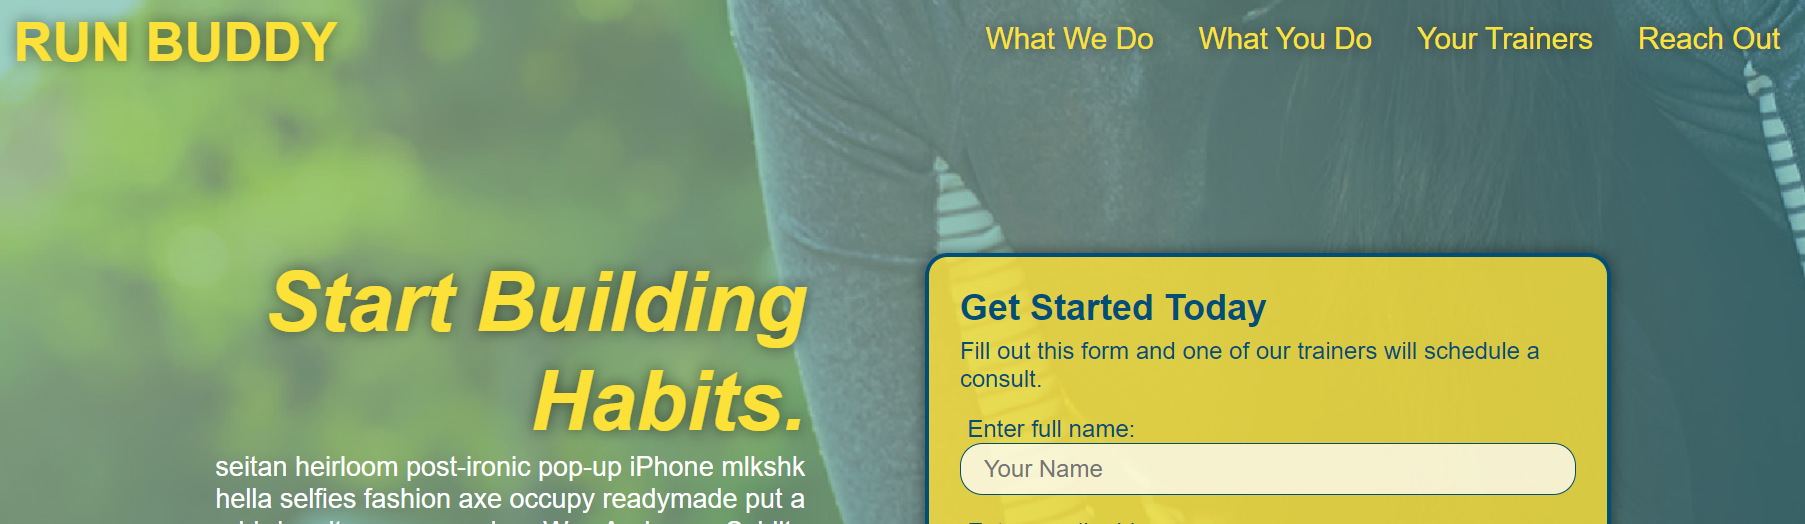 RUN BUDDY
What We Do What You Do Your Trainers Reach Out
Start Building
Habits.
seitan heirloom post-ironic pop-up iPhone mlkshk
hella selfies fashion axe occupy readymade put a
Get Started Today
Fill out this form and one of our trainers will schedule a
consult.
Enter full name:
Your Name